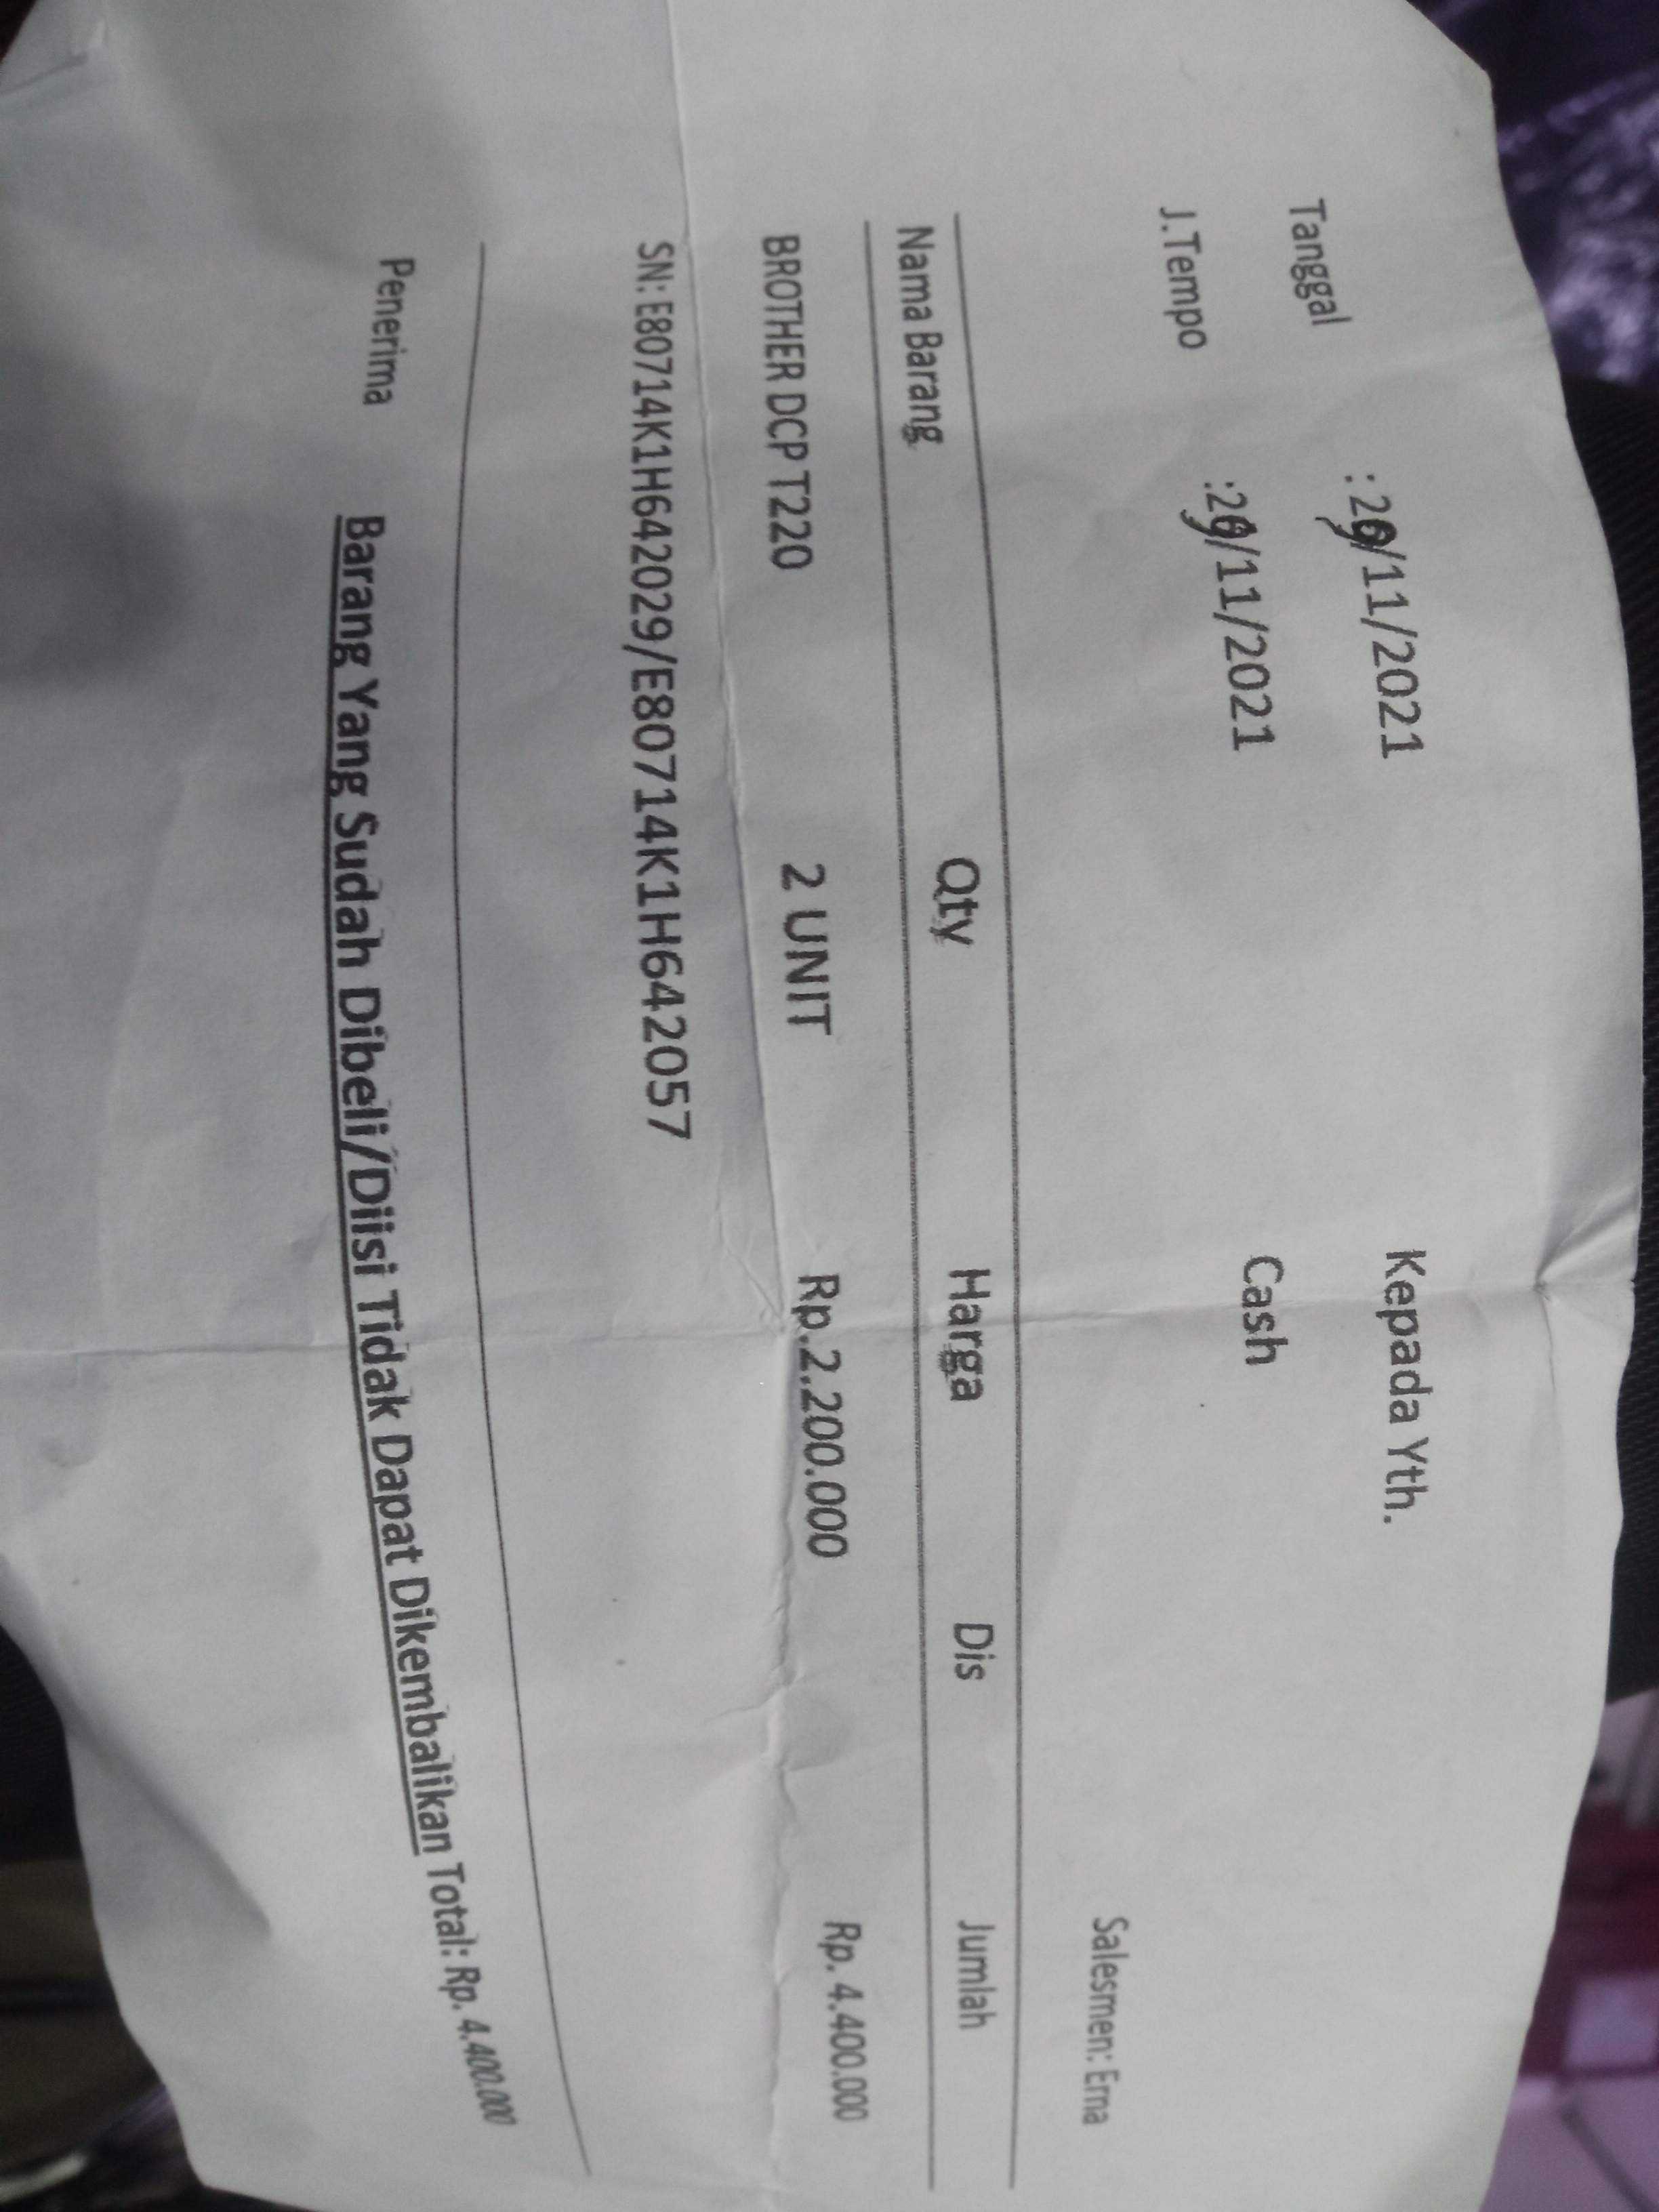 Tanggal : 29/11/2021 Kepada Yth.
J.Tempo :29/11/2021 Cash
Salesmen: Erna
Nama Barang Qty Harga Dis Jumlah
BROTHER DCP T220 2 UNIT Rp.2.200.000 Rp. 4.400.000
SN: E80714K1H642029/E80714K1H642057
Penerima Barang Yang Sudah Dibeli/Diisi Tidak Dapat Dikembalikan Total: Rp. 4.400.000